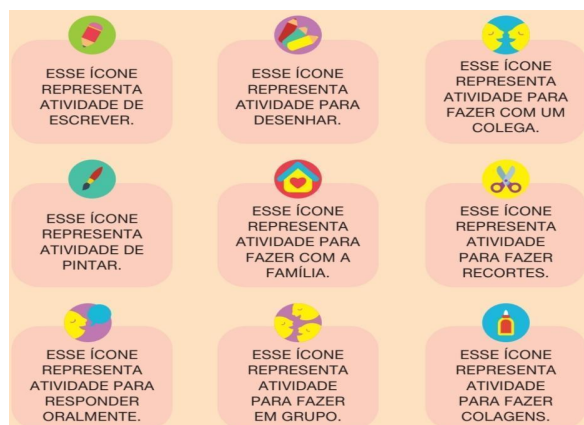 ESSE ÍCONE
REPRESENTA
ATIVIDADE DE
ESCREVER.
ESSE ÍCONE
REPRESENTA
ATIVIDADE PARA
DESENHAR.
ESSE ÍCONE
REPRESENTA
ATIVIDADE PARA
FAZER COM UM
COLEGA.
ESSE ÍCONE
REPRESENTA
ATIVIDADE DE
PINTAR.
ESSE ÍCONE
REPRESENTA
ATIVIDADE PARA
FAZER COM A
FAMÍLIA.
ESSE ÍCONE
REPRESENTA
ATIVIDADE
PARA FAZER
RECORTES.
ESSE ÍCONE
REPRESENTA
ATIVIDADE PARA
RESPONDER
ORALMENTE.
ESSE ÍCONE
REPRESENTA
ATIVIDADE
PARA FAZER
EM GRUPO.
ESSE ÍCONE
REPRESENTA
ATIVIDADE
PARA FAZER
COLAGENS.